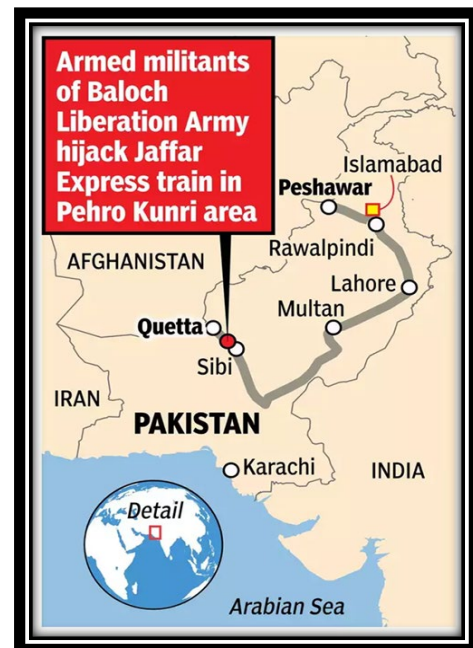 Armed militants
of Baloch
Liberation Army
hijack Jaffar
Express train in
Pehro Kunri area
Islamabad
Peshawar
Rawalpindi
AFGHANISTAN
Lahore
Multan
Quetta
Sibi
IRAN
PAKISTAN
Karachi
INDIA
Detail
Arabian Sea